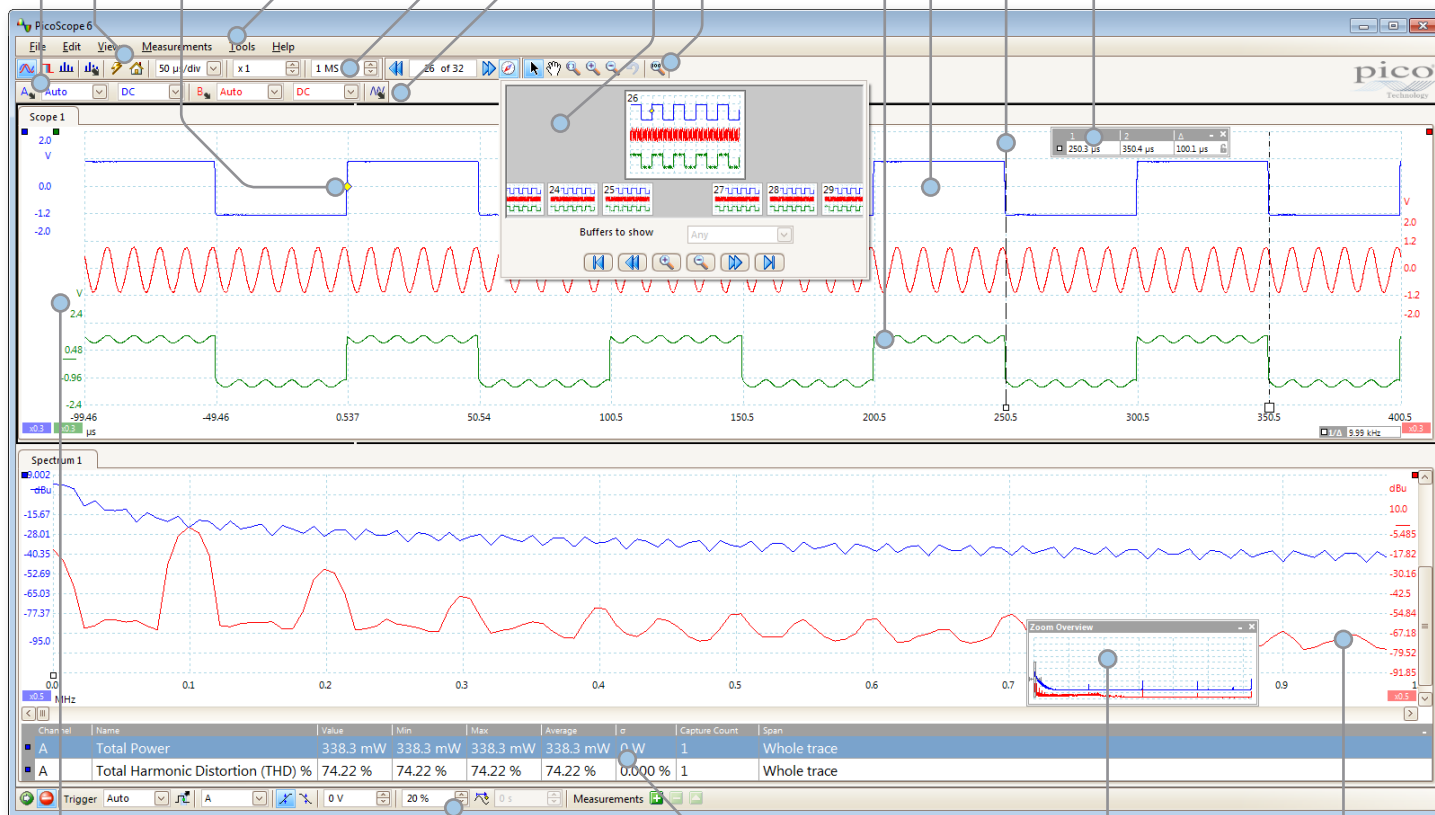 PicoScope 6
File Edit Views Measurements Tools Help
50 µs/div x 1 1 MS 26 of 32
A Auto DC B Auto DC
pico
Technology
Scope 1
2.0
V
0.0
-1.2
-2.0
V
2.4
0.48
-0.96
-2.4
x0.3 x0.3 µs
-99.46 -49.46 0.537 50.54 100.5 150.5 200.5 250.5 300.5 350.5 400.5
26
24 25 27 28 29
Buffers to show Any
1 2 Δ
250.3 µs 350.4 µs 100.1 µs
V
2.0
1.2
0.0
-1.2
-2.0
1/Δ 9.99 kHz x0.3
Spectrum 1
9.002
dBu
-15.67
-28.01
-40.35
-52.69
-65.03
-77.37
-95.0
dBu
10.0
-5.485
-17.82
-30.16
-42.5
-54.84
-67.18
-79.52
-91.85
Zoom Overview
0.0 0.1 0.2 0.3 0.4 0.5 0.6 0.7 0.9 1
x0.5 MHz x0.5
Channel Name Value Min Max Average σ Capture Count Span
A Total Power 338.3 mW 338.3 mW 338.3 mW 338.3 mW 0 W 1 Whole trace
A Total Harmonic Distortion (THD) % 74.22 % 74.22 % 74.22 % 74.22 % 0.000 % 1 Whole trace
Trigger Auto A 0 V 20 % 0 s Measurements